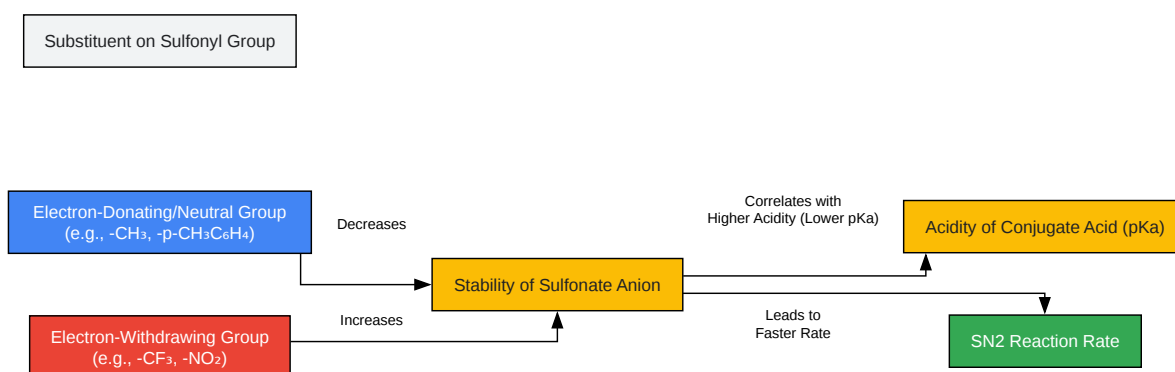 Substituent on Sulfonyl Group
Electron-Donating/Neutral Group
(e.g., -CH₃, -p-CH₃C₆H₄)
Decreases
Correlates with
Higher Acidity (Lower pKa)
Acidity of Conjugate Acid (pKa)
Stability of Sulfonate Anion
Electron-Withdrawing Group
(e.g., -CF₃, -NO₂)
Increases
Leads to
Faster Rate
SN2 Reaction Rate